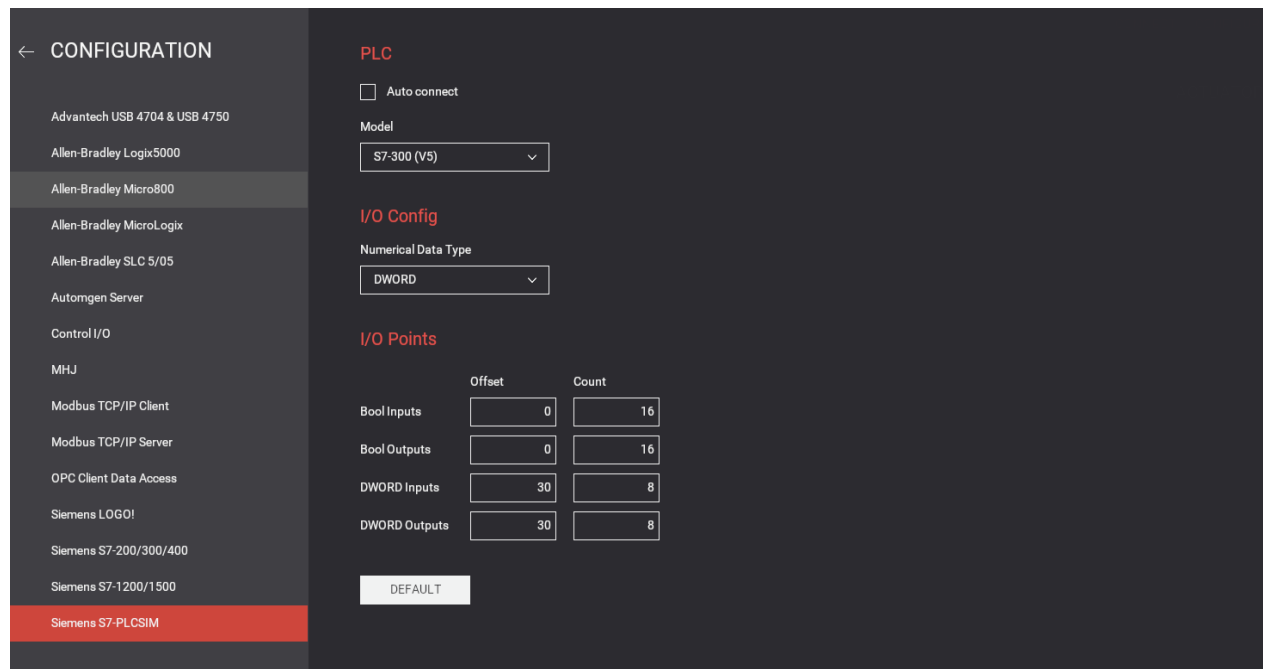 ← CONFIGURATION
Advantech USB 4704 & USB 4750
Allen-Bradley Logix5000
Allen-Bradley Micro800
Allen-Bradley MicroLogix
Allen-Bradley SLC 5/05
Automgen Server
Control I/O
MHJ
Modbus TCP/IP Client
Modbus TCP/IP Server
OPC Client Data Access
Siemens LOGO!
Siemens S7-200/300/400
Siemens S7-1200/1500
Siemens S7-PLCSIM
PLC
Auto connect
Model
S7-300 (V5)
I/O Config
Numerical Data Type
DWORD
I/O Points
Offset Count
Bool Inputs 0 16
Bool Outputs 0 16
DWORD Inputs 30 8
DWORD Outputs 30 8
DEFAULT